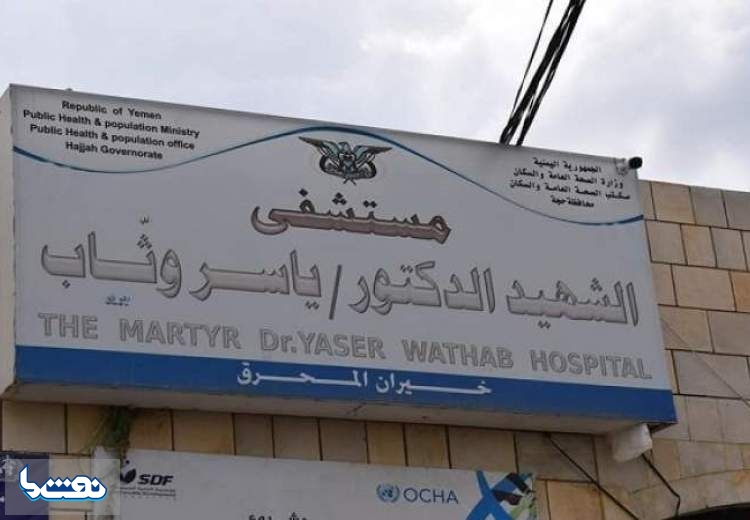 Republic of Yemen
Public Health & population Ministry
Public Health & population office
Hajjah Governorate
الجمهورية اليمنية
وزارة الصحة العامة والسكان
مكتب الصحة العامة والسكان
محافظة حجة
مستشفى
الشهيد الدكتور/ ياسر وثّاب
THE MARTYR Dr.YASER WATHAB HOSPITAL
خيران المحرق
SDF
OCHA